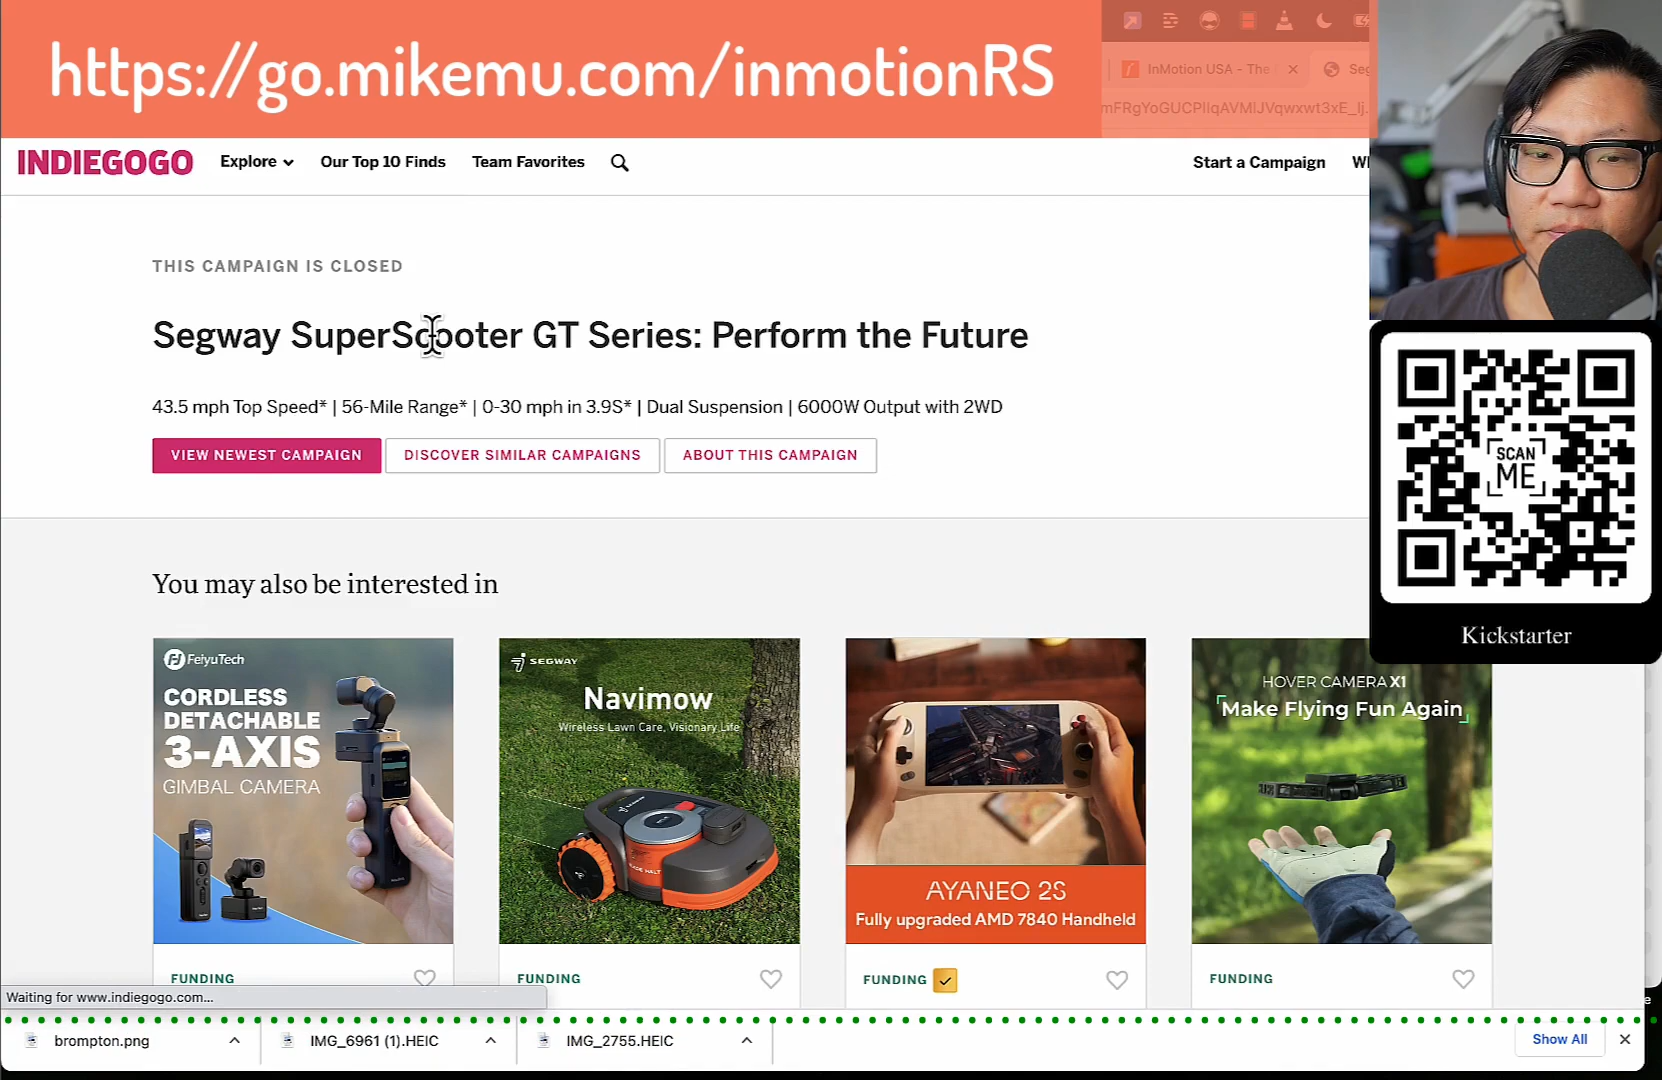 https://go.mikemu.com/inmotionRS
InMotion USA - The
Seg
mFRgYoGUCPIIqAVMlJVqwxwt3xE_Ij.
INDIEGOGO Explore Our Top 10 Finds Team Favorites Start a Campaign
THIS CAMPAIGN IS CLOSED
Segway SuperScooter GT Series: Perform the Future
43.5 mph Top Speed* | 56-Mile Range* | 0-30 mph in 3.9S* | Dual Suspension | 6000W Output with 2WD
VIEW NEWEST CAMPAIGN DISCOVER SIMILAR CAMPAIGNS ABOUT THIS CAMPAIGN
SCAN
ME
Kickstarter
You may also be interested in
FeiyuTech
CORDLESS
DETACHABLE
3-AXIS
GIMBAL CAMERA
FUNDING
SEGWAY
Navimow
Wireless Lawn Care, Visionary Life
FUNDING
AYANEO 2S
Fully upgraded AMD 7840 Handheld
FUNDING
HOVER CAMERA X1
Make Flying Fun Again
FUNDING
Waiting for www.indiegogo.com...
brompton.png IMG_6961 (1).HEIC IMG_2755.HEIC Show All